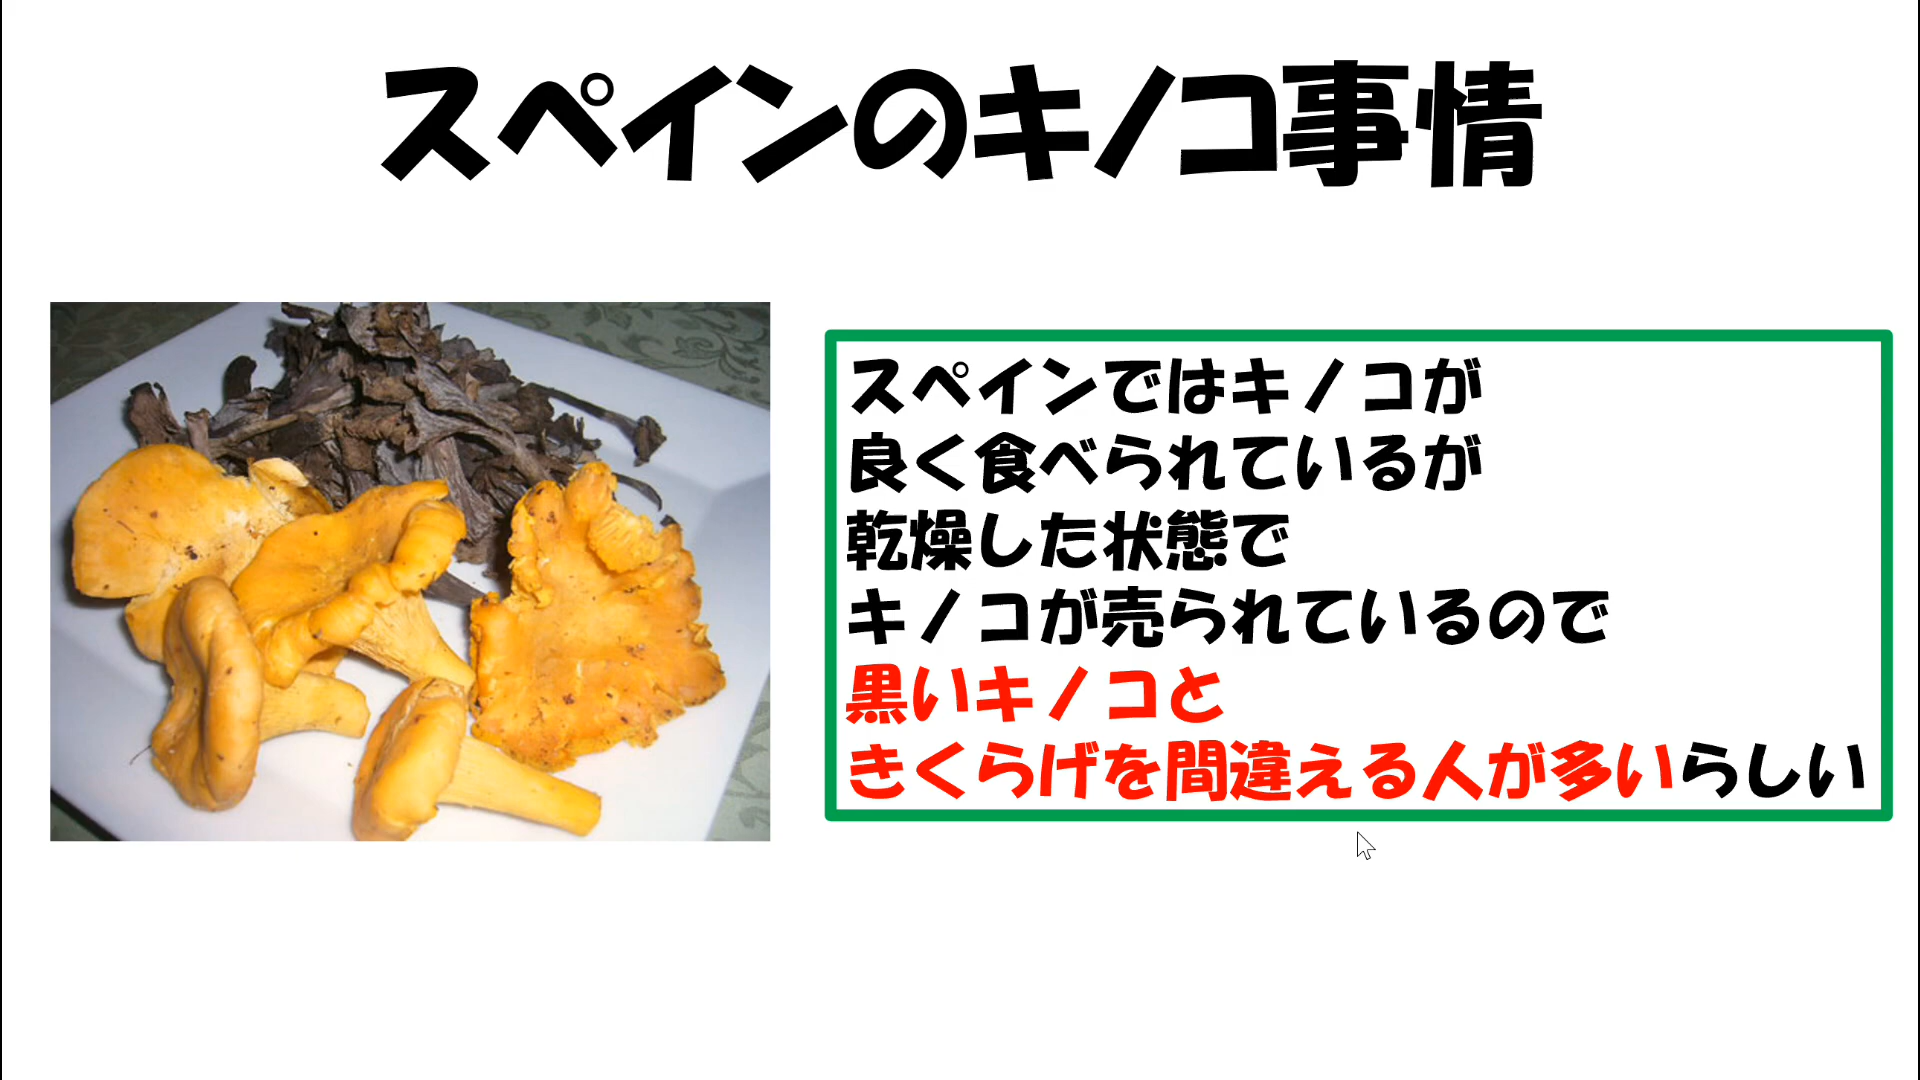 スペインのキノコ事情
スペインではキノコが
良く食べられているが
乾燥した状態で
キノコが売られているので
黒いキノコと
きくらげを間違える人が多いらしい